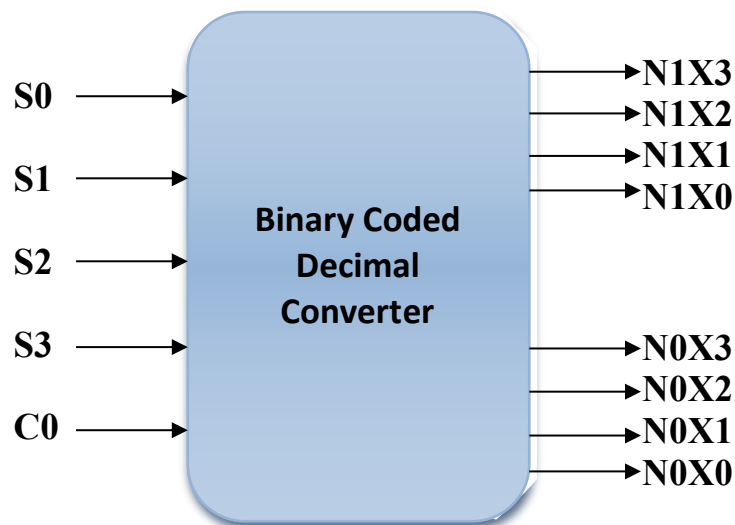 S0
S1
S2
S3
C0
Binary Coded
Decimal
Converter
N1X3
N1X2
N1X1
N1X0
N0X3
N0X2
N0X1
N0X0